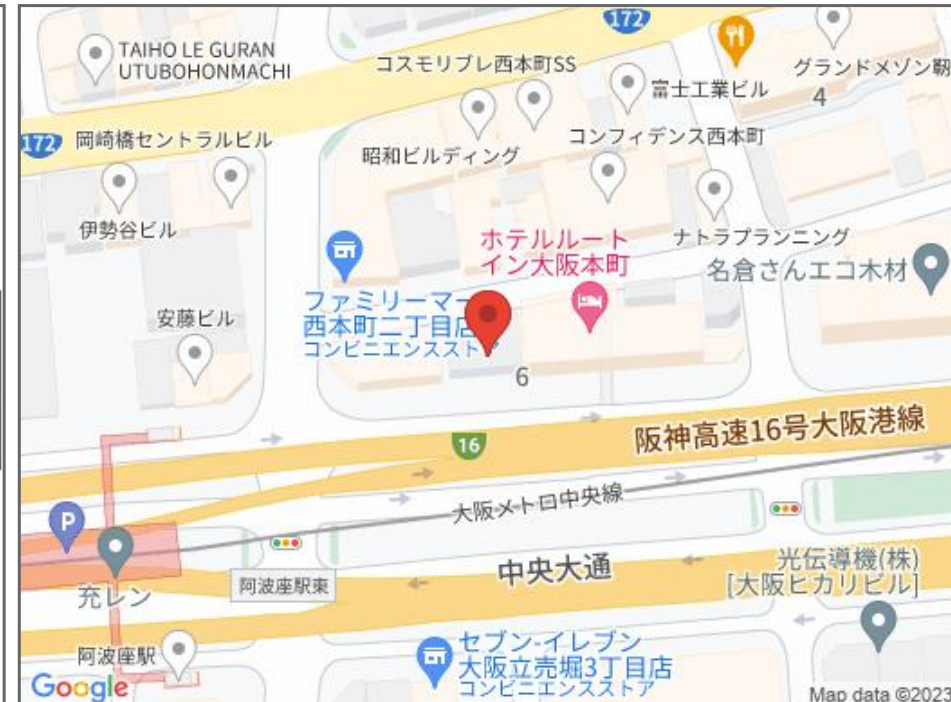 172
TAIHO LE GURAN
UTUBOHONMACHI
コスモリブレ西本町SS
富士工業ビル
グランドメゾン靭
4
172
岡崎橋セントラルビル
昭和ビルディング
コンフィデンス西本町
伊勢谷ビル
ホテルルート
イン大阪本町
ナトラプランニング
名倉さんエコ木材
ファミリーマー
西本町二丁目店
コンビニエンススト
安藤ビル
6
16
阪神高速16号大阪港線
大阪メトロ中央線
P
充レン
阿波座駅東
中央大通
光伝導機(株)
[大阪ヒカリビル]
阿波座駅
セブン-イレブン
大阪立売堀3丁目店
コンビニエンスストア
Google
Map data ©2023